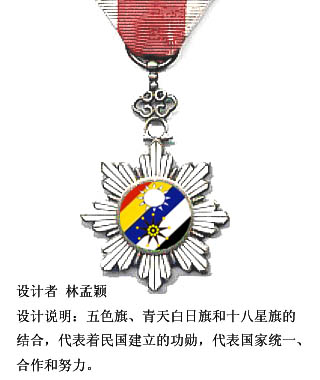 设计者 林孟颖
设计说明：五色旗、青天白日旗和十八星旗的
结合，代表着民国建立的功勋，代表国家统一、
合作和努力。